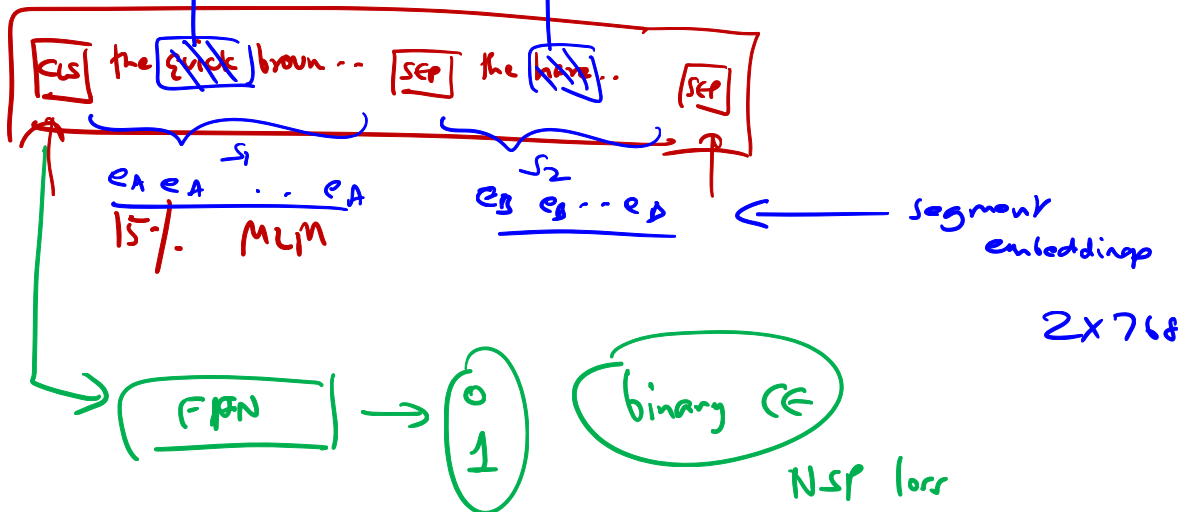 CLS the quick brown ... SEP the hare... SEP
S1 S2
eA eA . .. eA eB eB ... eB segment
embeddings
15% MLM
2x768
FFN 0 binary CE
1
NSP loss